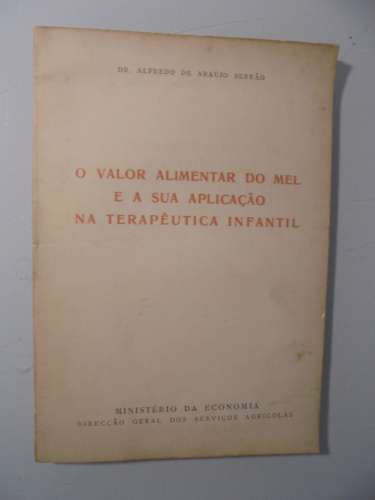 DR. ALFREDO DE ARAÚJO SERRÃO
O VALOR ALIMENTAR DO MEL
E A SUA APLICAÇÃO
NA TERAPÊUTICA INFANTIL
MINISTÉRIO DA ECONOMIA
DIRECÇÃO GERAL DOS SERVIÇOS AGRÍCOLAS